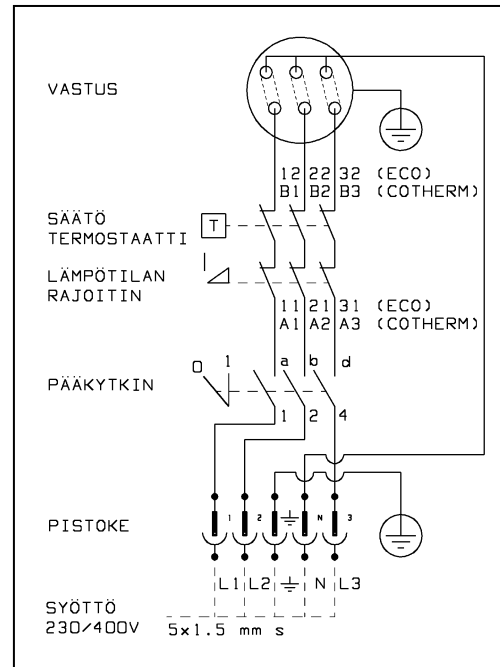 VASTUS
12 22 32 (ECO)
B1 B2 B3 (COTHERM)
SÄÄTÖ
TERMOSTAATTI
T
LÄMPÖTILAN
RAJOITIN
11 21 31 (ECO)
A1 A2 A3 (COTHERM)
0 1 a b d
PÄÄKYTKIN
1 2 4
PISTOKE
1 2 N 3
L1 L2 N L3
SYÖTTÖ
230/400V 5x1.5 mm s